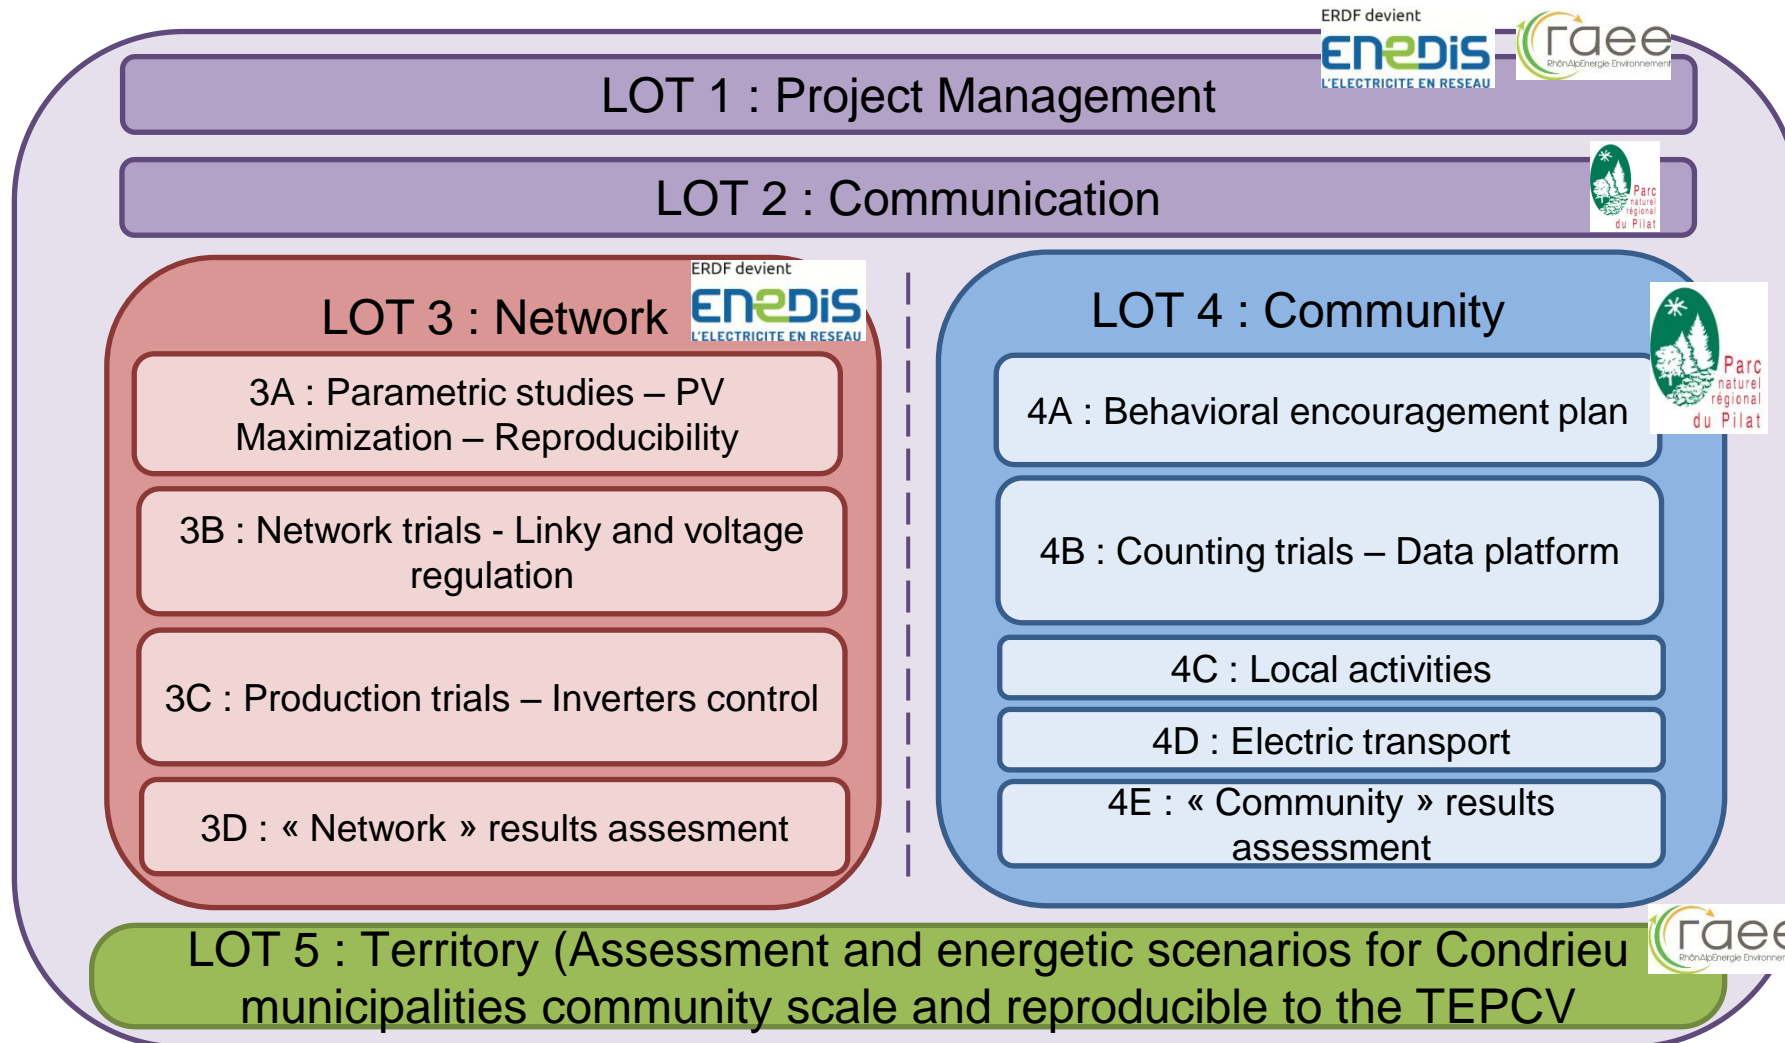 ERDF devient
ENEDIS
L'ELECTRICITE EN RESEAU
raee
RhônAlpEnergie Environnement
LOT 1 : Project Management
LOT 2 : Communication
Parc
naturel
régional
du Pilat
LOT 3 : Network
ERDF devient
ENEDIS
L'ELECTRICITE EN RESEAU
3A : Parametric studies – PV
Maximization – Reproducibility
3B : Network trials - Linky and voltage
regulation
3C : Production trials – Inverters control
3D : « Network » results assesment
LOT 4 : Community
Parc
naturel
régional
du Pilat
4A : Behavioral encouragement plan
4B : Counting trials – Data platform
4C : Local activities
4D : Electric transport
4E : « Community » results
assessment
LOT 5 : Territory (Assessment and energetic scenarios for Condrieu
municipalities community scale and reproducible to the TEPCV
raee
RhônAlpEnergie Environnem